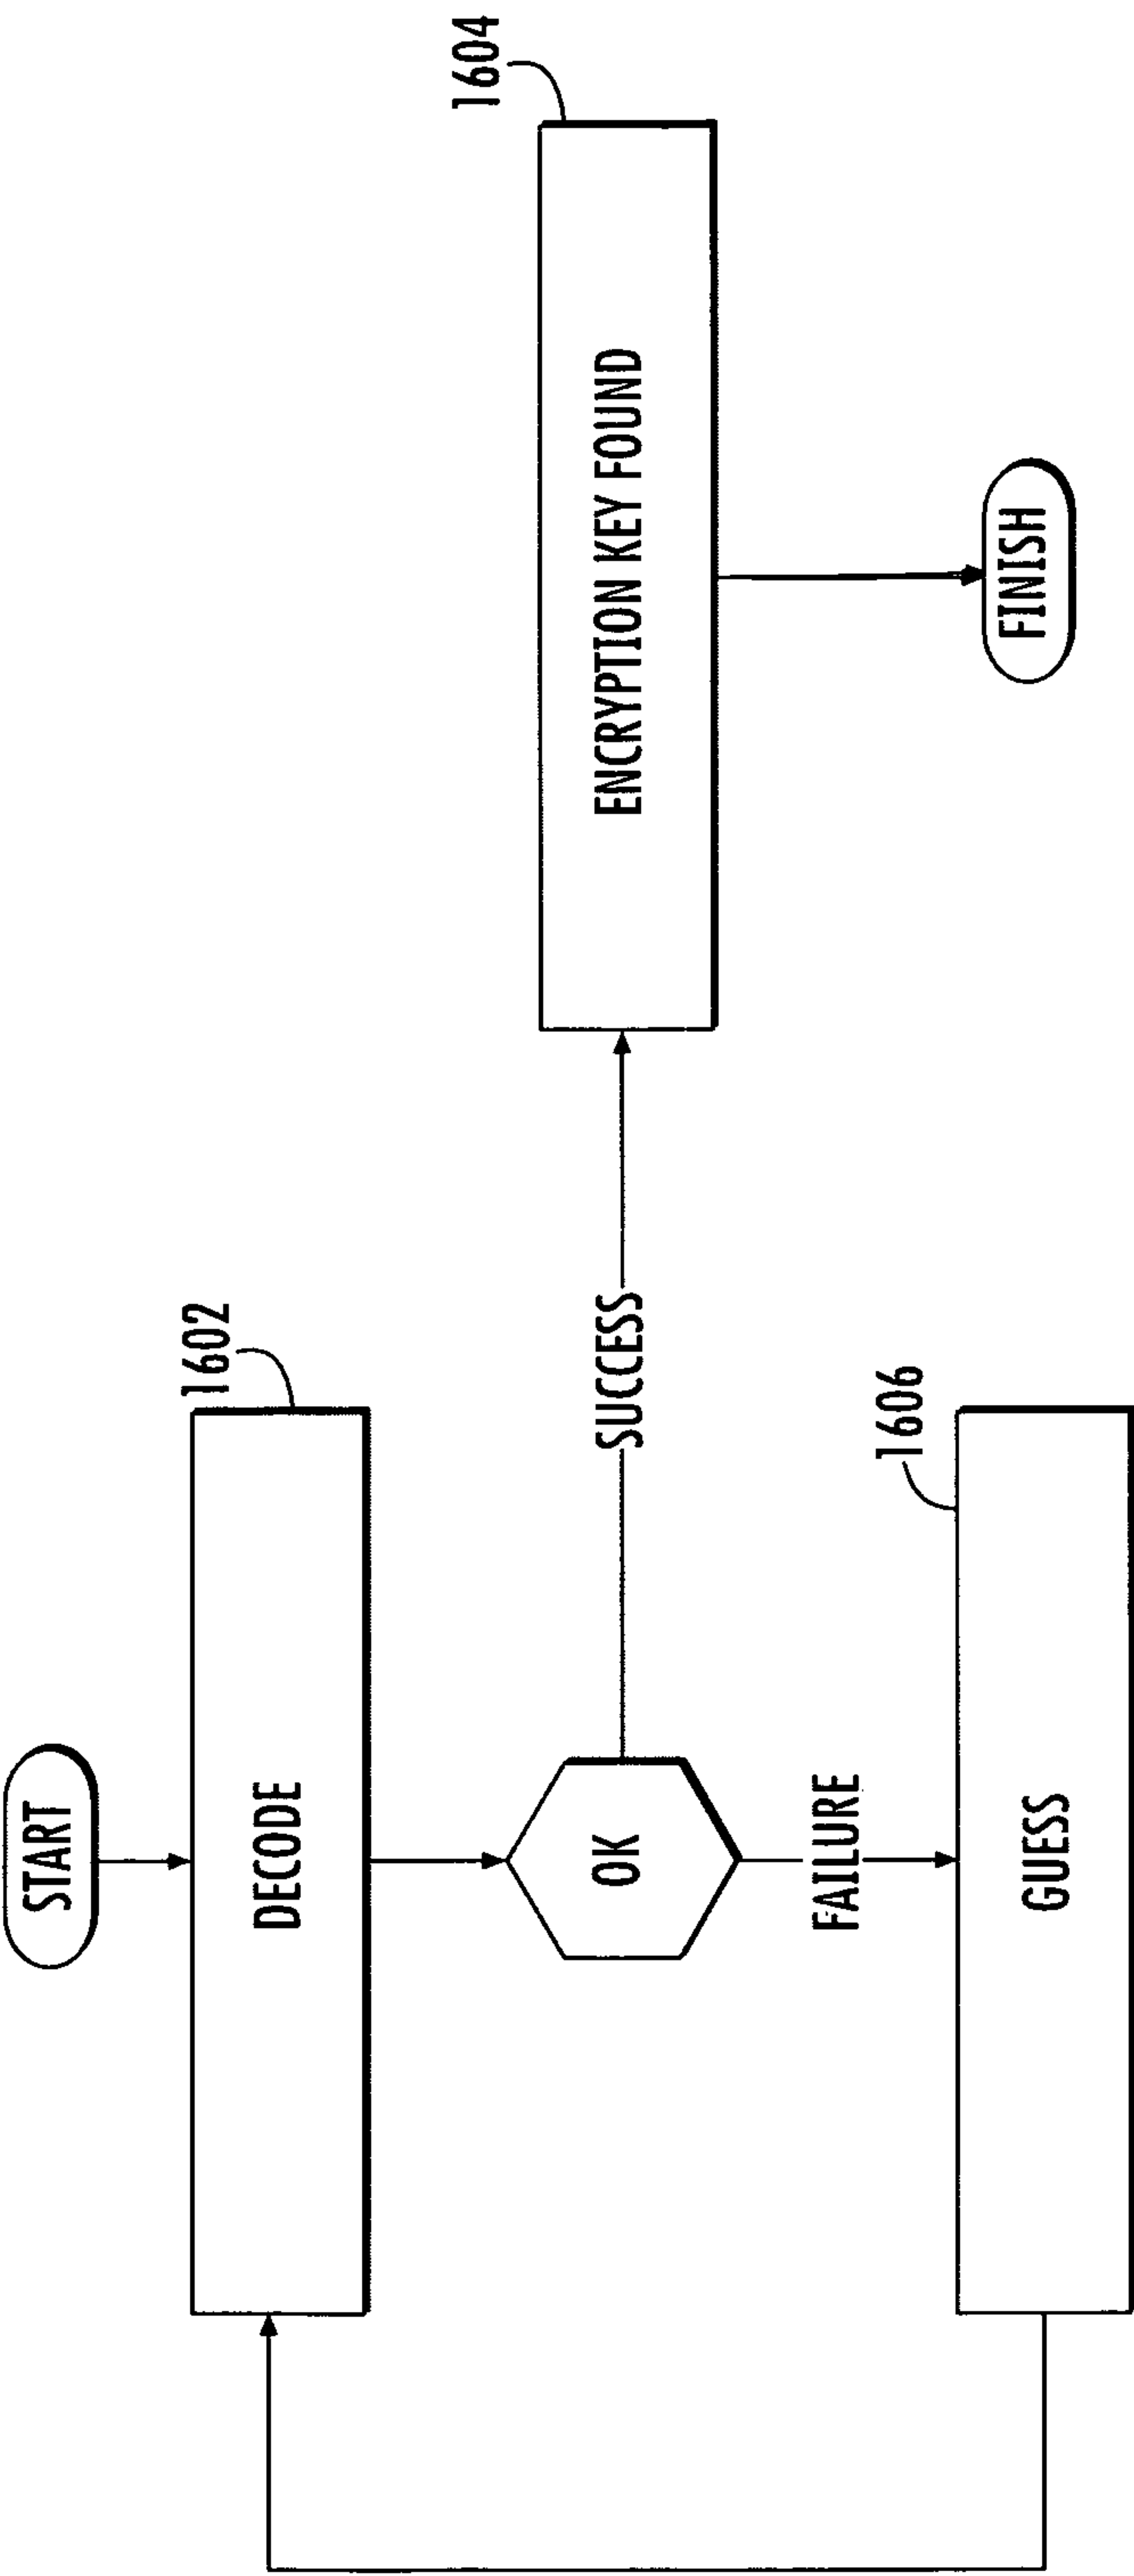 START
1602
DECODE
OK
SUCCESS
1604
ENCRYPTION KEY FOUND
FAILURE
1606
GUESS
FINISH